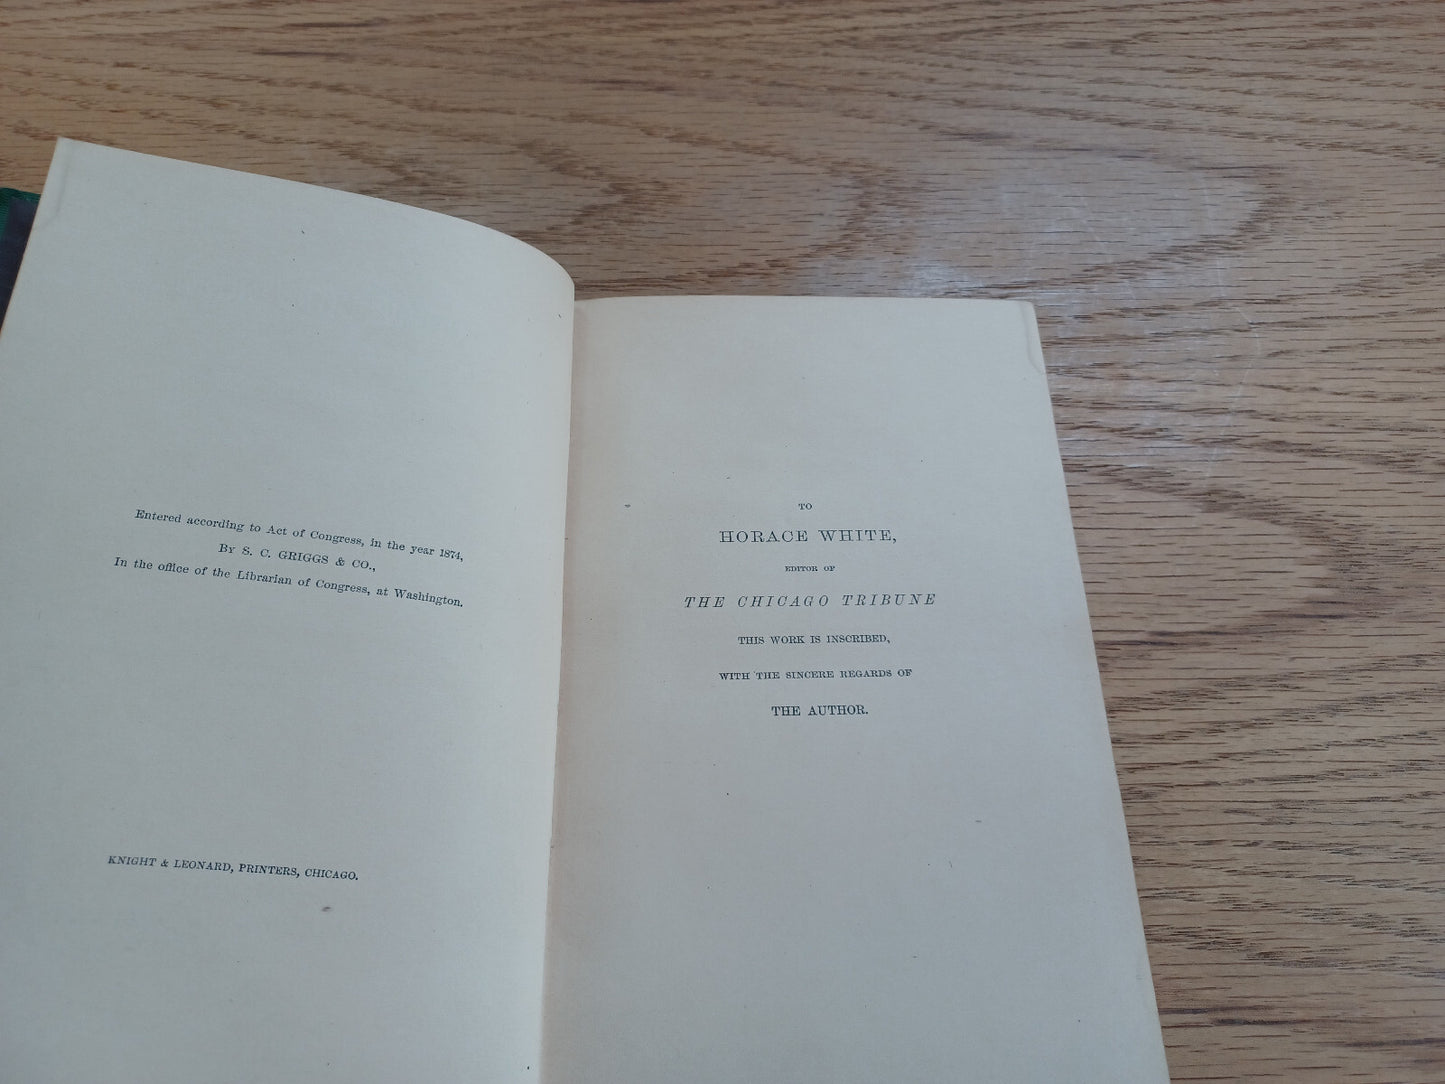 Entered according to Act of Congress, in the year 1874,
By S. C. GRIGGS & CO.,
In the office of the Librarian of Congress, at Washington.
KNIGHT & LEONARD, PRINTERS, CHICAGO.
TO
HORACE WHITE,
EDITOR OF
THE CHICAGO TRIBUNE
THIS WORK IS INSCRIBED,
WITH THE SINCERE REGARDS OF
THE AUTHOR.